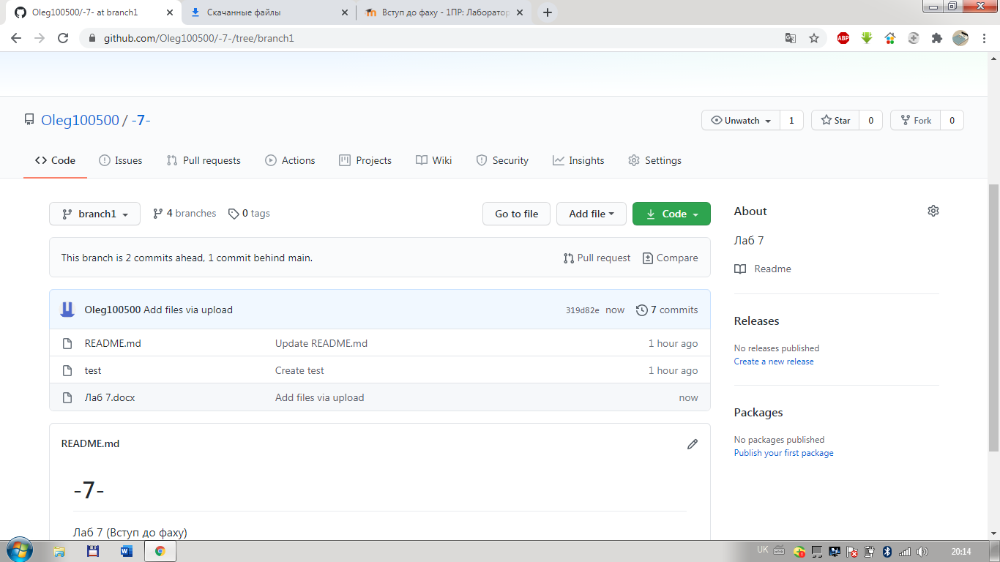 Oleg100500/-7- at branch1
Скачанные файлы
Вступ до фаху - 1ПР: Лаборатор
github.com/Oleg100500/-7-/tree/branch1
ABP
Oleg100500 / -7-
Unwatch 1
Star 0
Fork 0
Code
Issues
Pull requests
Actions
Projects
Wiki
Security
Insights
Settings
branch1
4 branches
0 tags
Go to file
Add file
Code
This branch is 2 commits ahead, 1 commit behind main.
Pull request
Compare
Oleg100500 Add files via upload
319d82e now
7 commits
README.md Update README.md 1 hour ago
test Create test 1 hour ago
Лаб 7.docx Add files via upload now
README.md
-7-
Лаб 7 (Вступ до фаху)
About
Лаб 7
Readme
Releases
No releases published
Create a new release
Packages
No packages published
Publish your first package
UK
20:14